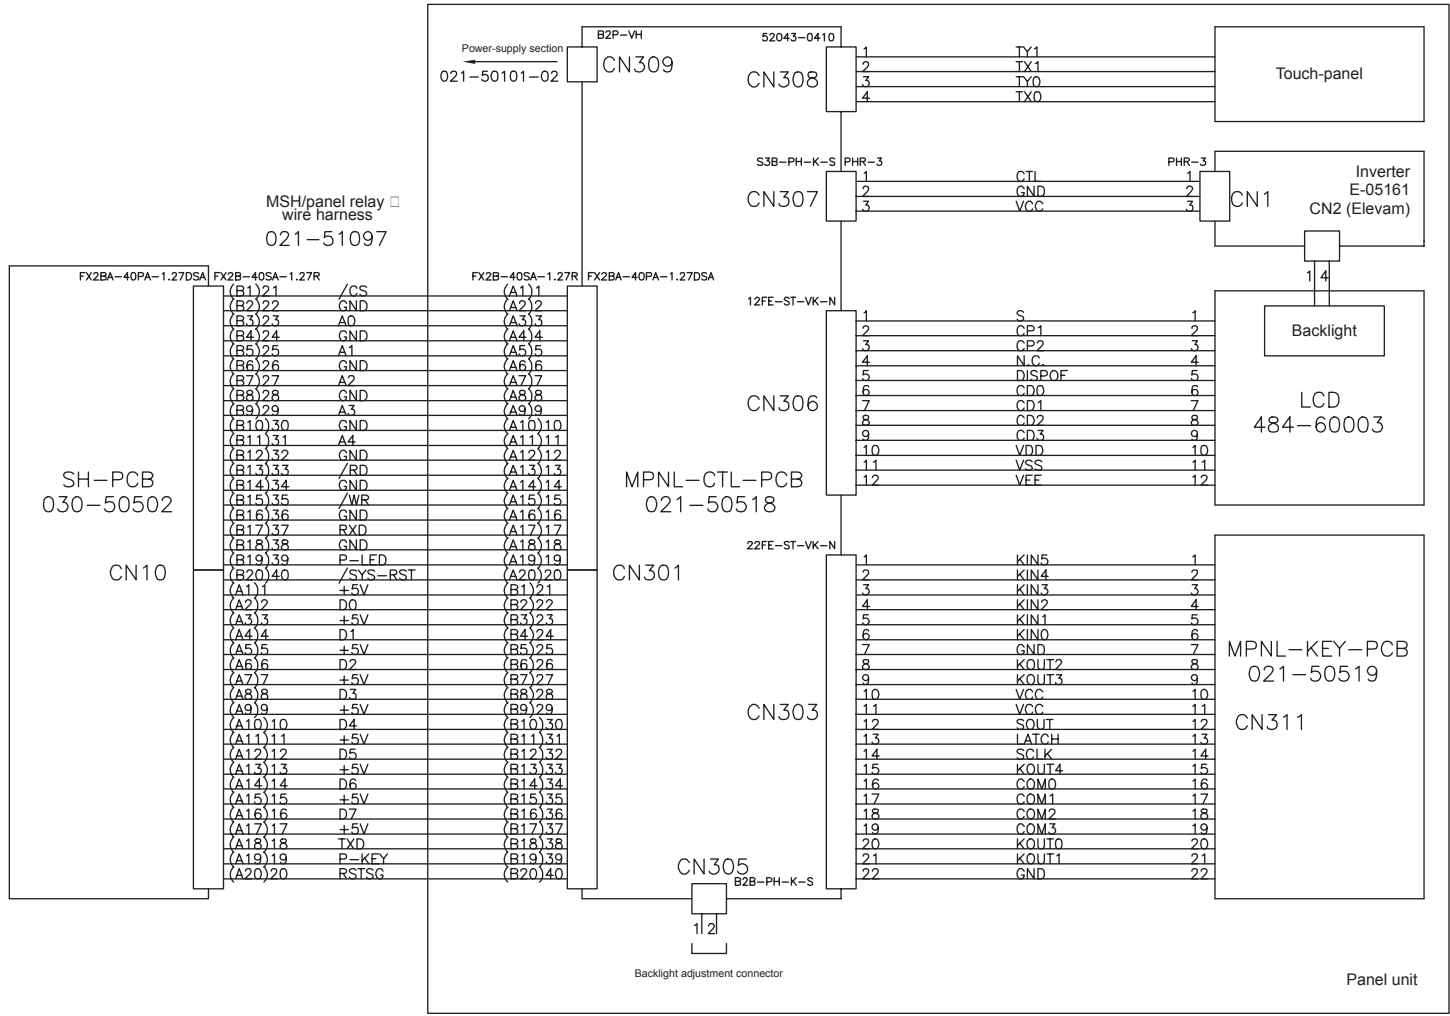 B2P-VH
52043-0410
Power-supply section
021-50101-02
CN309
CN308
1 TY1
2 TX1
3 TY0
4 TX0
Touch-panel
S3B-PH-K-S PHR-3
PHR-3
CN307
1 CTL 1
2 GND 2
3 VCC 3
CN1
Inverter
E-05161
CN2 (Elevam)
1 4
Backlight
LCD
484-60003
MSH/panel relay □
wire harness
021-51097
FX2BA-40PA-1.27DSA FX2B-40SA-1.27R
FX2B-40SA-1.27R FX2BA-40PA-1.27DSA
(B1)21 /CS (A1)1
(B2)22 GND (A2)2
(B3)23 A0 (A3)3
(B4)24 GND (A4)4
(B5)25 A1 (A5)5
(B6)26 GND (A6)6
(B7)27 A2 (A7)7
(B8)28 GND (A8)8
(B9)29 A3 (A9)9
(B10)30 GND (A10)10
(B11)31 A4 (A11)11
(B12)32 GND (A12)12
(B13)33 /RD (A13)13
(B14)34 GND (A14)14
(B15)35 /WR (A15)15
(B16)36 GND (A16)16
(B17)37 RXD (A17)17
(B18)38 GND (A18)18
(B19)39 P-LED (A19)19
(B20)40 /SYS-RST (A20)20
(A1)1 +5V (B1)21
(A2)2 D0 (B2)22
(A3)3 +5V (B3)23
(A4)4 D1 (B4)24
(A5)5 +5V (B5)25
(A6)6 D2 (B6)26
(A7)7 +5V (B7)27
(A8)8 D3 (B8)28
(A9)9 +5V (B9)29
(A10)10 D4 (B10)30
(A11)11 +5V (B11)31
(A12)12 D5 (B12)32
(A13)13 +5V (B13)33
(A14)14 D6 (B14)34
(A15)15 +5V (B15)35
(A16)16 D7 (B16)36
(A17)17 +5V (B17)37
(A18)18 TXD (B18)38
(A19)19 P-KEY (B19)39
(A20)20 RSTSG (B20)40
SH-PCB
030-50502
CN10
MPNL-CTL-PCB
021-50518
CN301
12FE-ST-VK-N
CN306
1 S 1
2 CP1 2
3 CP2 3
4 N.C. 4
5 DISPOF 5
6 CD0 6
7 CD1 7
8 CD2 8
9 CD3 9
10 VDD 10
11 VSS 11
12 VEE 12
22FE-ST-VK-N
CN303
1 KIN5 1
2 KIN4 2
3 KIN3 3
4 KIN2 4
5 KIN1 5
6 KIN0 6
7 GND 7
8 KOUT2 8
9 KOUT3 9
10 VCC 10
11 VCC 11
12 SOUT 12
13 LATCH 13
14 SCLK 14
15 KOUT4 15
16 COM0 16
17 COM1 17
18 COM2 18
19 COM3 19
20 KOUT0 20
21 KOUT1 21
22 GND 22
MPNL-KEY-PCB
021-50519
CN311
CN305
B2B-PH-K-S
1 2
Backlight adjustment connector
Panel unit